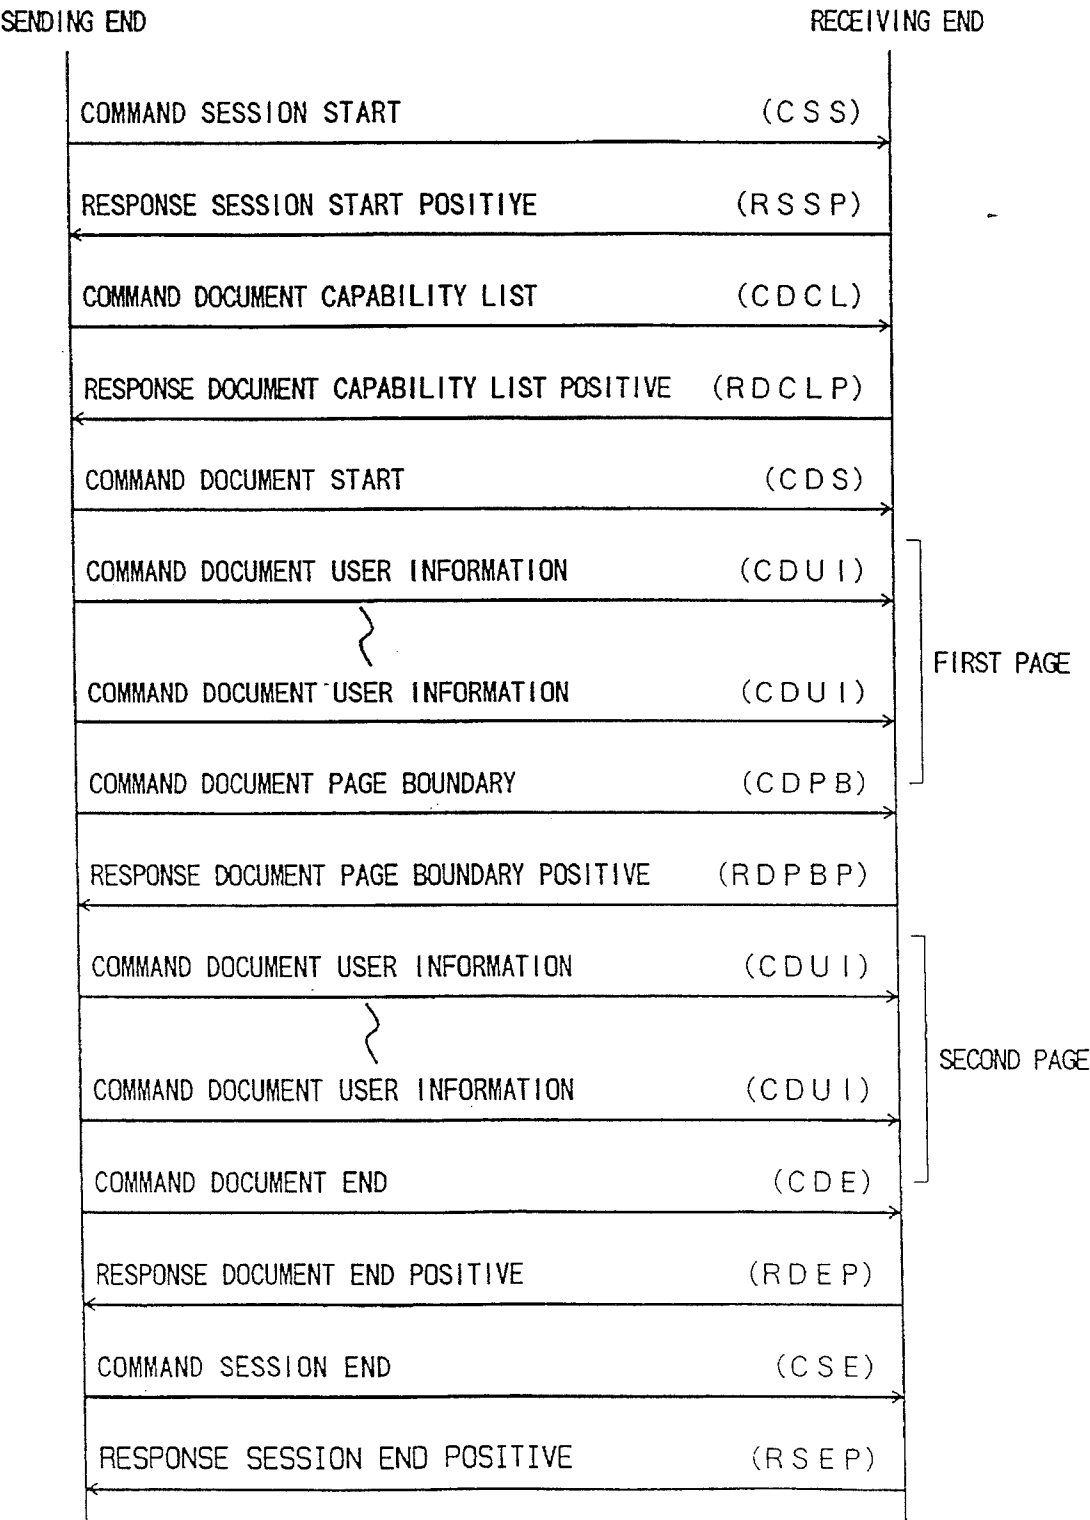 SENDING END RECEIVING END
COMMAND SESSION START (CSS)
RESPONSE SESSION START POSITIYE (RSSP)
COMMAND DOCUMENT CAPABILITY LIST (CDCL)
RESPONSE DOCUMENT CAPABILITY LIST POSITIVE (RDCLP)
COMMAND DOCUMENT START (CDS)
COMMAND DOCUMENT USER INFORMATION (CDUI)
FIRST PAGE
COMMAND DOCUMENT USER INFORMATION (CDUI)
COMMAND DOCUMENT PAGE BOUNDARY (CDPB)
RESPONSE DOCUMENT PAGE BOUNDARY POSITIVE (RDPBP)
COMMAND DOCUMENT USER INFORMATION (CDUI)
SECOND PAGE
COMMAND DOCUMENT USER INFORMATION (CDUI)
COMMAND DOCUMENT END (CDE)
RESPONSE DOCUMENT END POSITIVE (RDEP)
COMMAND SESSION END (CSE)
RESPONSE SESSION END POSITIVE (RSEP)